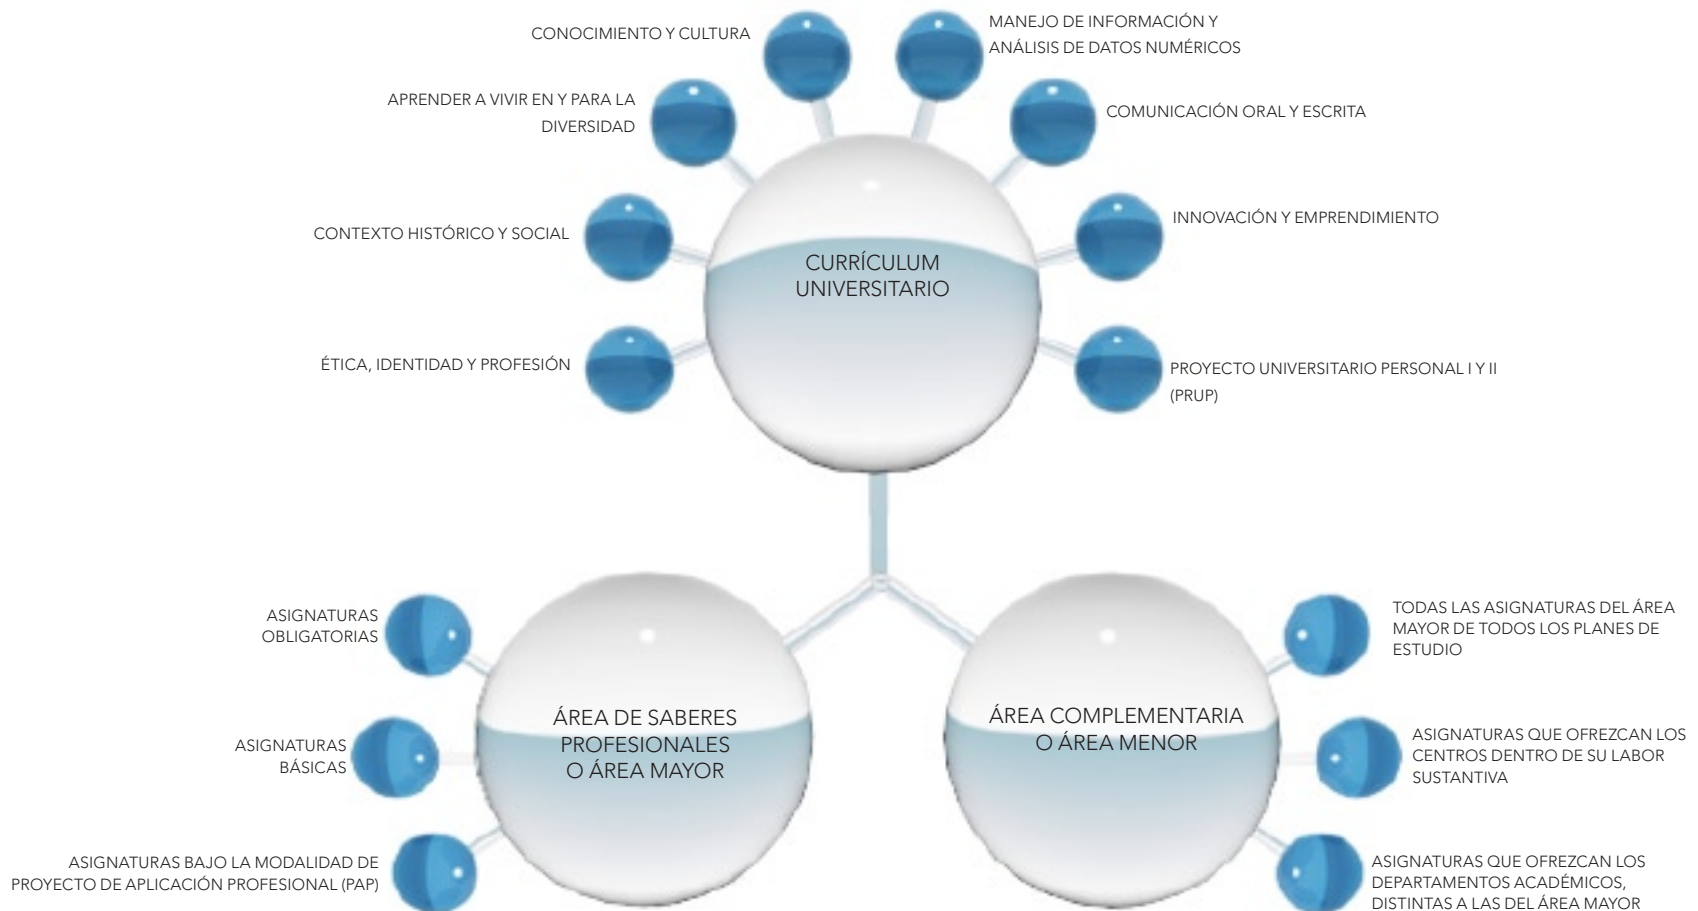 CONOCIMIENTO Y CULTURA
MANEJO DE INFORMACIÓN Y
ANÁLISIS DE DATOS NUMÉRICOS
APRENDER A VIVIR EN Y PARA LA
DIVERSIDAD
COMUNICACIÓN ORAL Y ESCRITA
CONTEXTO HISTÓRICO Y SOCIAL
INNOVACIÓN Y EMPRENDIMIENTO
CURRÍCULUM
UNIVERSITARIO
ÉTICA, IDENTIDAD Y PROFESIÓN
PROYECTO UNIVERSITARIO PERSONAL I Y II
(PRUP)
ASIGNATURAS
OBLIGATORIAS
ASIGNATURAS
BÁSICAS
ASIGNATURAS BAJO LA MODALIDAD DE
PROYECTO DE APLICACIÓN PROFESIONAL (PAP)
ÁREA DE SABERES
PROFESIONALES
O ÁREA MAYOR
ÁREA COMPLEMENTARIA
O ÁREA MENOR
TODAS LAS ASIGNATURAS DEL ÁREA
MAYOR DE TODOS LOS PLANES DE
ESTUDIO
ASIGNATURAS QUE OFREZCAN LOS
CENTROS DENTRO DE SU LABOR
SUSTANTIVA
ASIGNATURAS QUE OFREZCAN LOS
DEPARTAMENTOS ACADÉMICOS,
DISTINTAS A LAS DEL ÁREA MAYOR